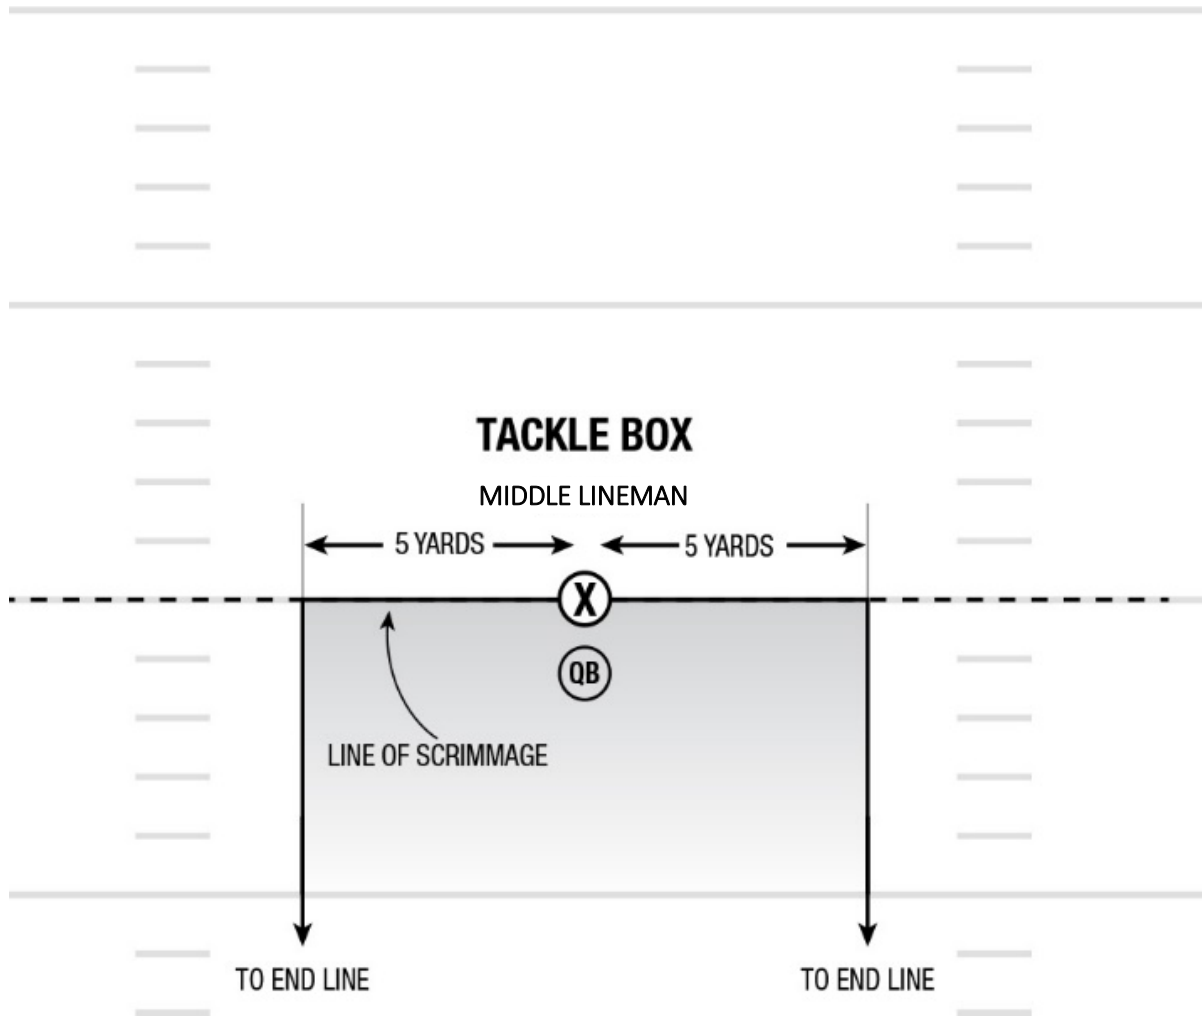 TACKLE BOX
MIDDLE LINEMAN
5 YARDS
5 YARDS
X
QB
LINE OF SCRIMMAGE
TO END LINE
TO END LINE